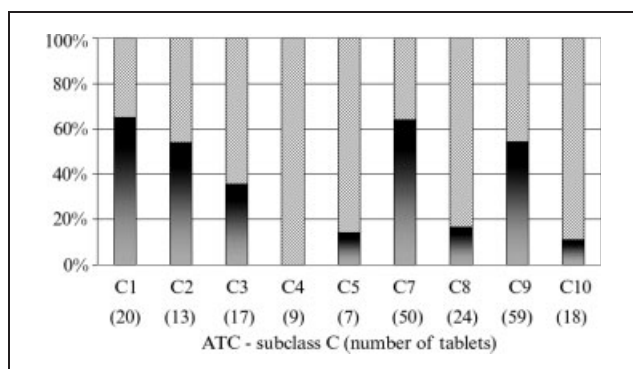 100%
80%
60%
40%
20%
0%
C1 C2 C3 C4 C5 C7 C8 C9 C10
(20) (13) (17) (9) (7) (50) (24) (59) (18)
ATC - subclass C (number of tablets)